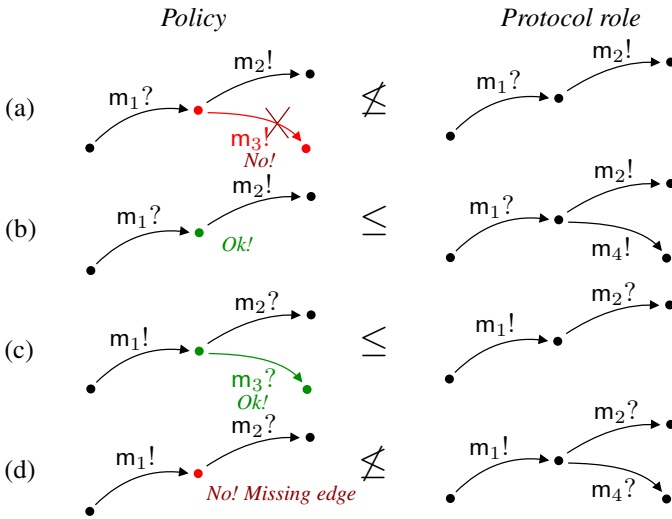 Policy Protocol role
(a) m₁? m₂! m₃! No! ≰ m₁? m₂!
(b) m₁? m₂! Ok! ≤ m₁? m₂! m₄!
(c) m₁! m₂? m₃? Ok! ≤ m₁! m₂?
(d) m₁! m₂? No! Missing edge ≰ m₁! m₂? m₄?